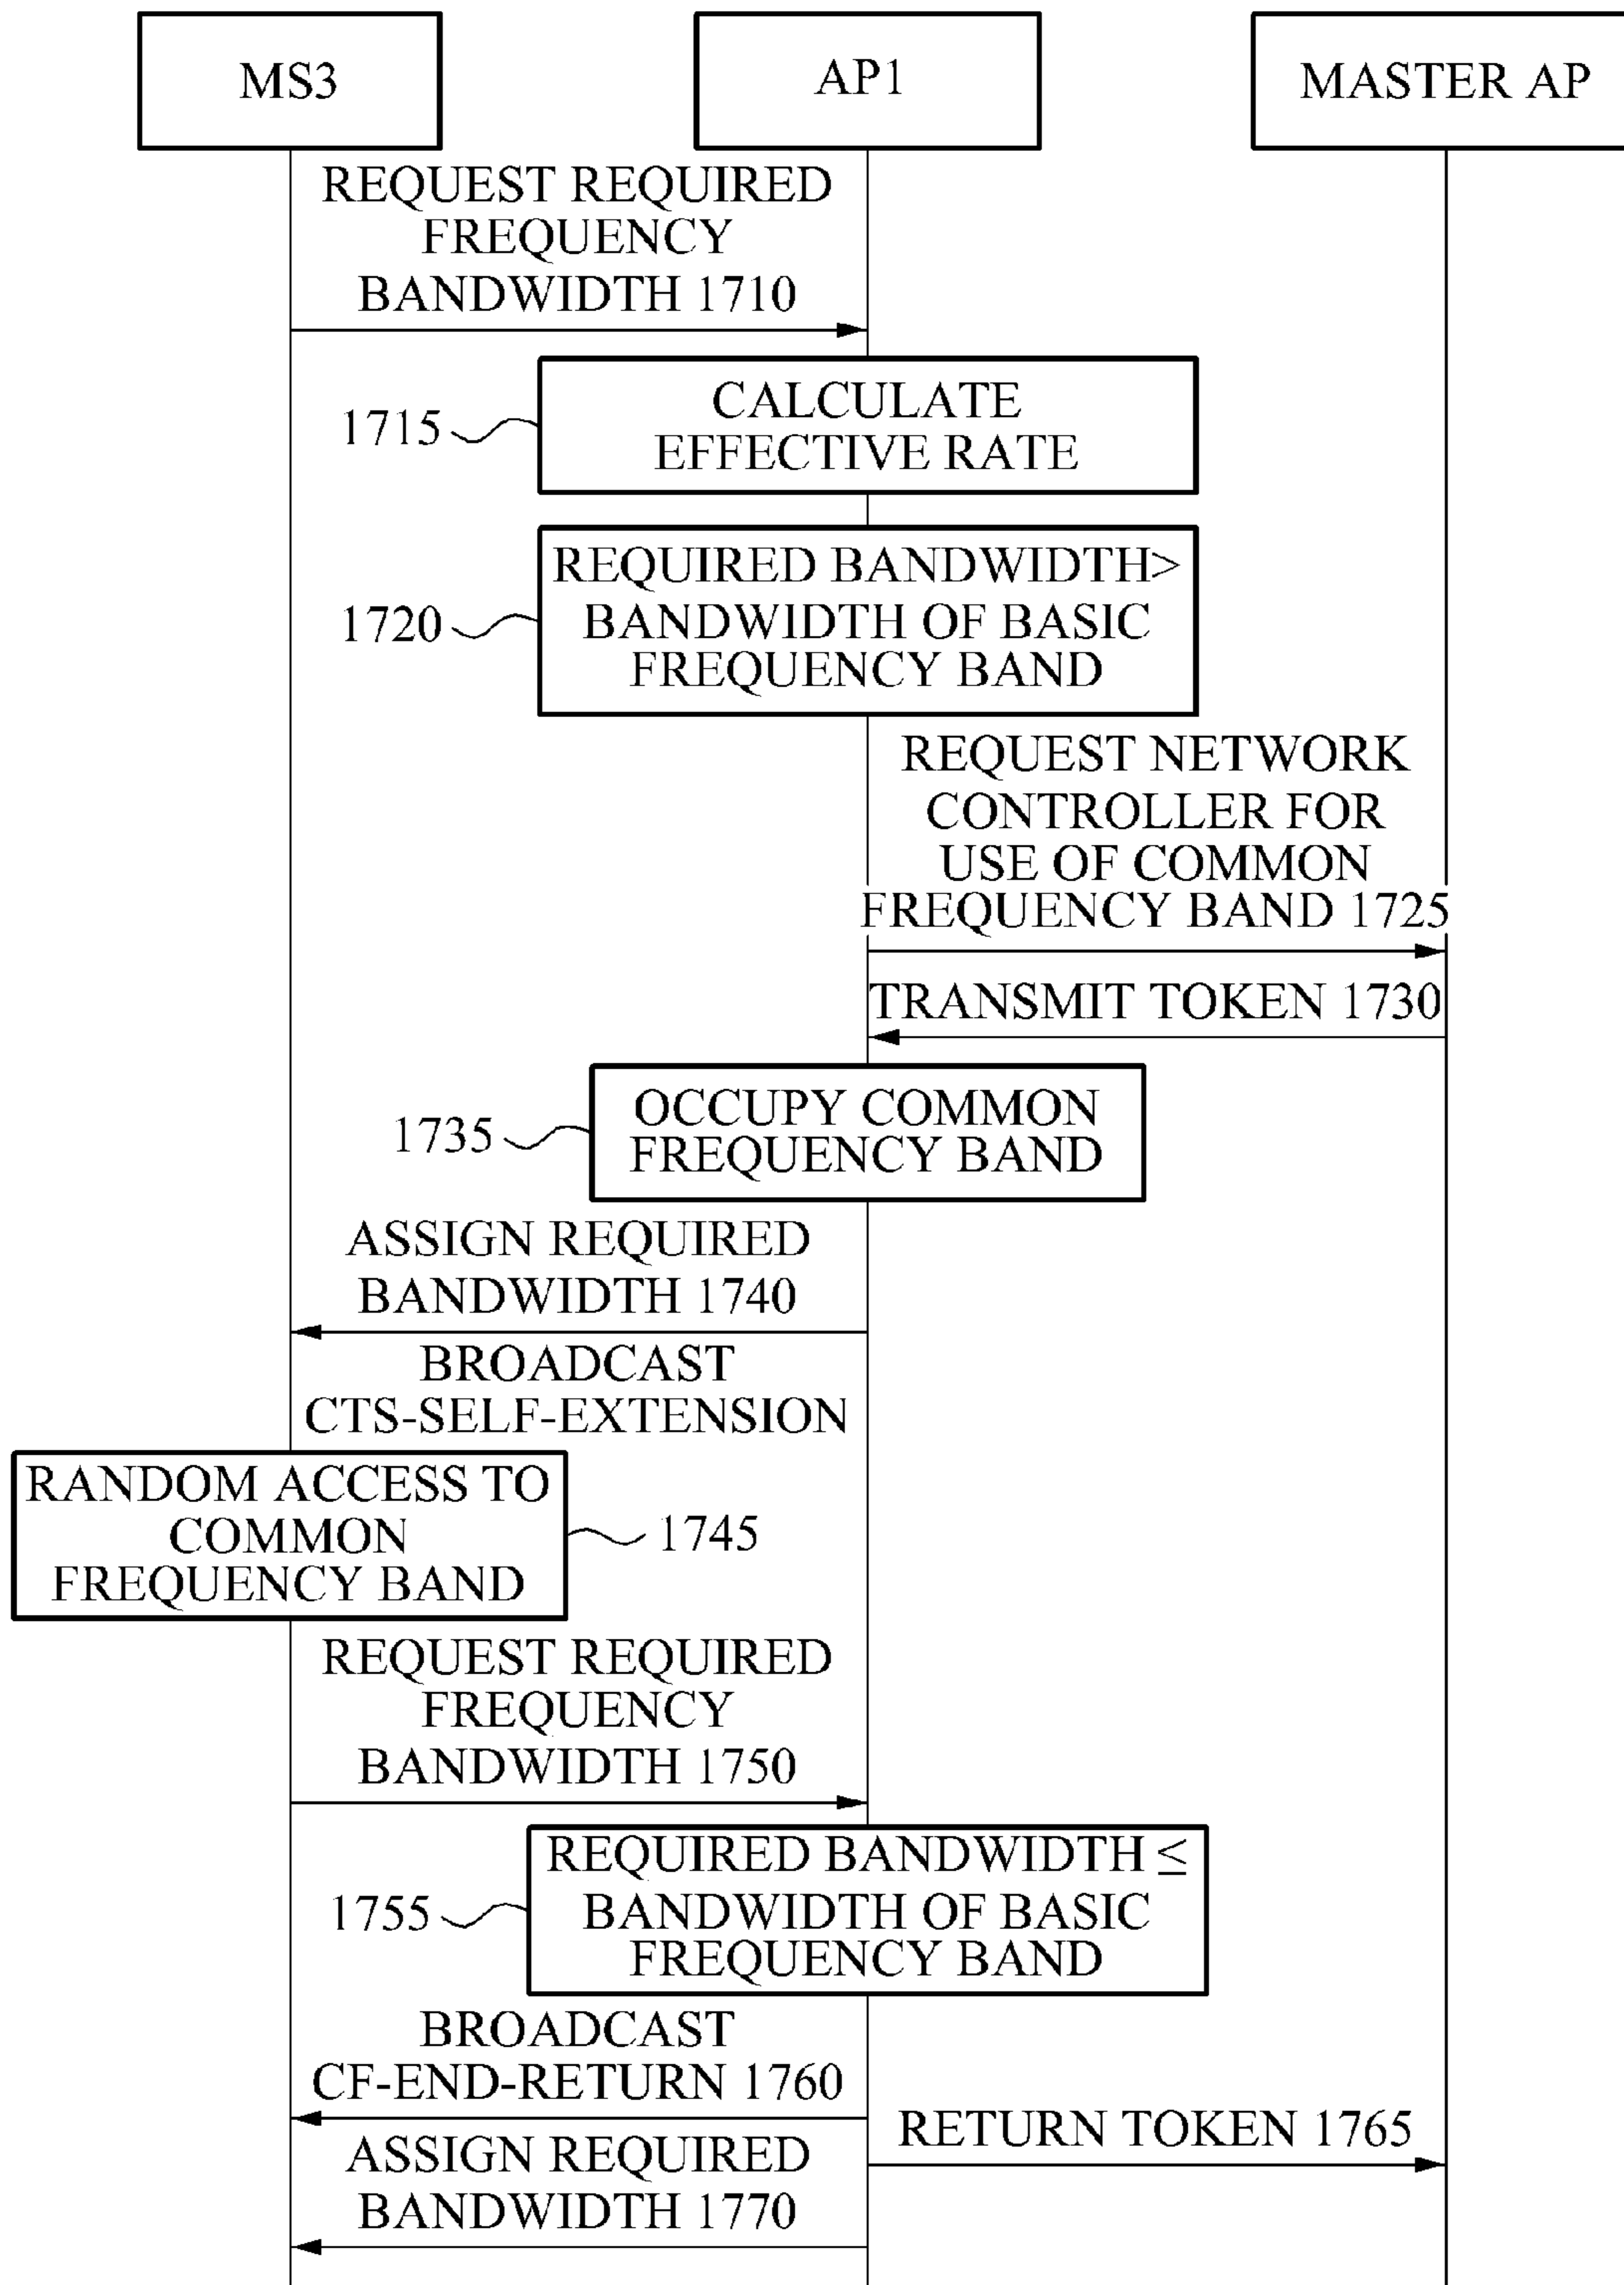 MS3
AP1
MASTER AP
REQUEST REQUIRED
FREQUENCY
BANDWIDTH 1710
CALCULATE
EFFECTIVE RATE
1715
REQUIRED BANDWIDTH>
BANDWIDTH OF BASIC
FREQUENCY BAND
1720
REQUEST NETWORK
CONTROLLER FOR
USE OF COMMON
FREQUENCY BAND 1725
TRANSMIT TOKEN 1730
OCCUPY COMMON
FREQUENCY BAND
1735
ASSIGN REQUIRED
BANDWIDTH 1740
BROADCAST
CTS-SELF-EXTENSION
RANDOM ACCESS TO
COMMON
FREQUENCY BAND
1745
REQUEST REQUIRED
FREQUENCY
BANDWIDTH 1750
REQUIRED BANDWIDTH ≤
BANDWIDTH OF BASIC
FREQUENCY BAND
1755
BROADCAST
CF-END-RETURN 1760
RETURN TOKEN 1765
ASSIGN REQUIRED
BANDWIDTH 1770